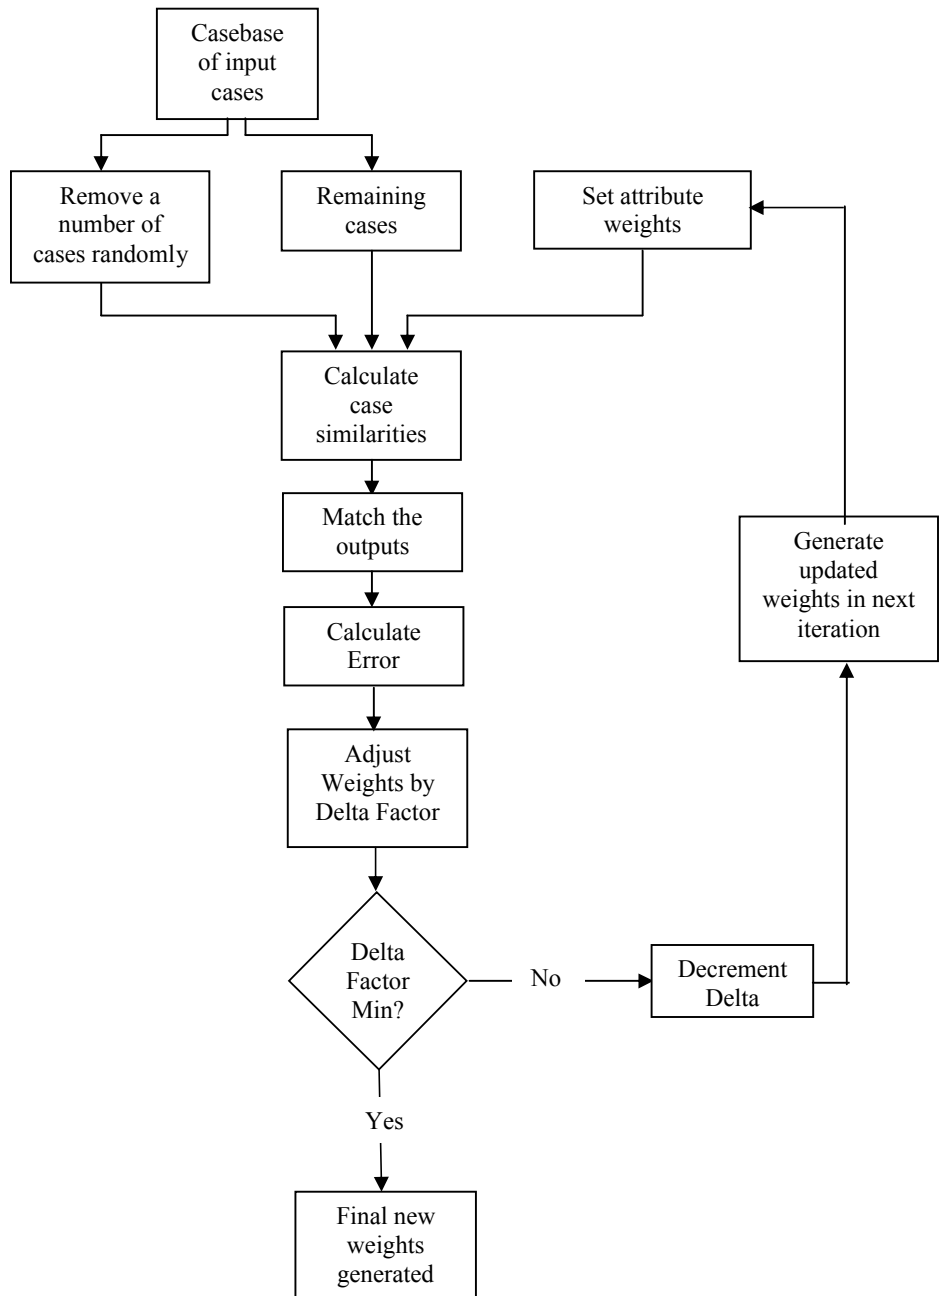 Casebase
of input
cases
Remove a
number of
cases randomly
Remaining
cases
Set attribute
weights
Calculate
case
similarities
Match the
outputs
Generate
updated
weights in next
iteration
Calculate
Error
Adjust
Weights by
Delta Factor
Delta
Factor
Min?
No
Decrement
Delta
Yes
Final new
weights
generated